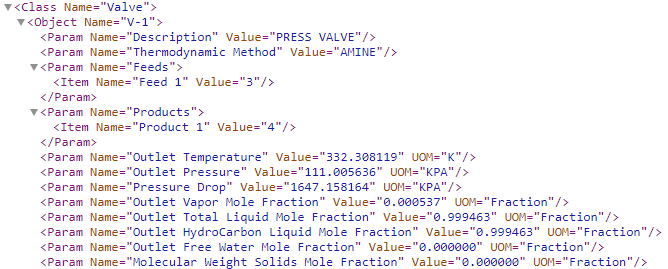 ▼<Class Name="Valve">
▼<Object Name="V-1">
<Param Name="Description" Value="PRESS VALVE"/>
<Param Name="Thermodynamic Method" Value="AMINE"/>
▼<Param Name="Feeds">
<Item Name="Feed 1" Value="3"/>
</Param>
▼<Param Name="Products">
<Item Name="Product 1" Value="4"/>
</Param>
<Param Name="Outlet Temperature" Value="332.308119" UOM="K"/>
<Param Name="Outlet Pressure" Value="111.005636" UOM="KPA"/>
<Param Name="Pressure Drop" Value="1647.158164" UOM="KPA"/>
<Param Name="Outlet Vapor Mole Fraction" Value="0.000537" UOM="Fraction"/>
<Param Name="Outlet Total Liquid Mole Fraction" Value="0.999463" UOM="Fraction"/>
<Param Name="Outlet HydroCarbon Liquid Mole Fraction" Value="0.999463" UOM="Fraction"/>
<Param Name="Outlet Free Water Mole Fraction" Value="0.000000" UOM="Fraction"/>
<Param Name="Molecular Weight Solids Mole Fraction" Value="0.000000" UOM="Fraction"/>